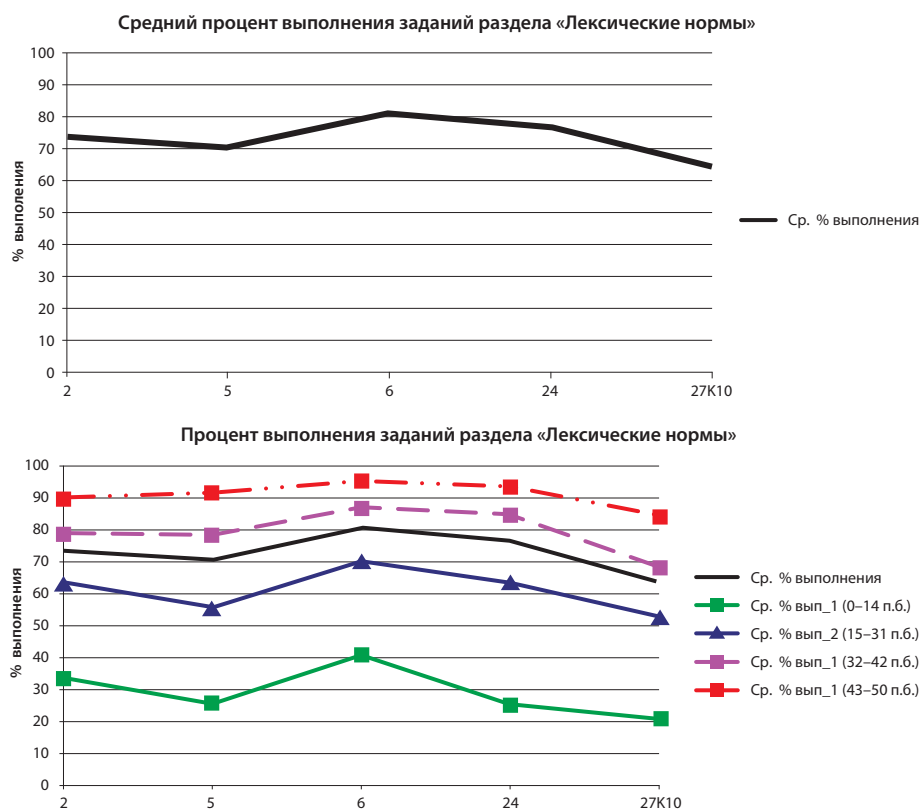 Средний процент выполнения заданий раздела «Лексические нормы»
100
90
80
70
60
50
40
30
20
10
0
% выполения
2 5 6 24 27К10
Ср. % выполнения
Процент выполнения заданий раздела «Лексические нормы»
100
90
80
70
60
50
40
30
20
10
0
% выполнения
2 5 6 24 27К10
Ср. % выполнения
Ср. % вып_1 (0–14 п.б.)
Ср. % вып_2 (15–31 п.б.)
Ср. % вып_1 (32–42 п.б.)
Ср. % вып_1 (43–50 п.б.)